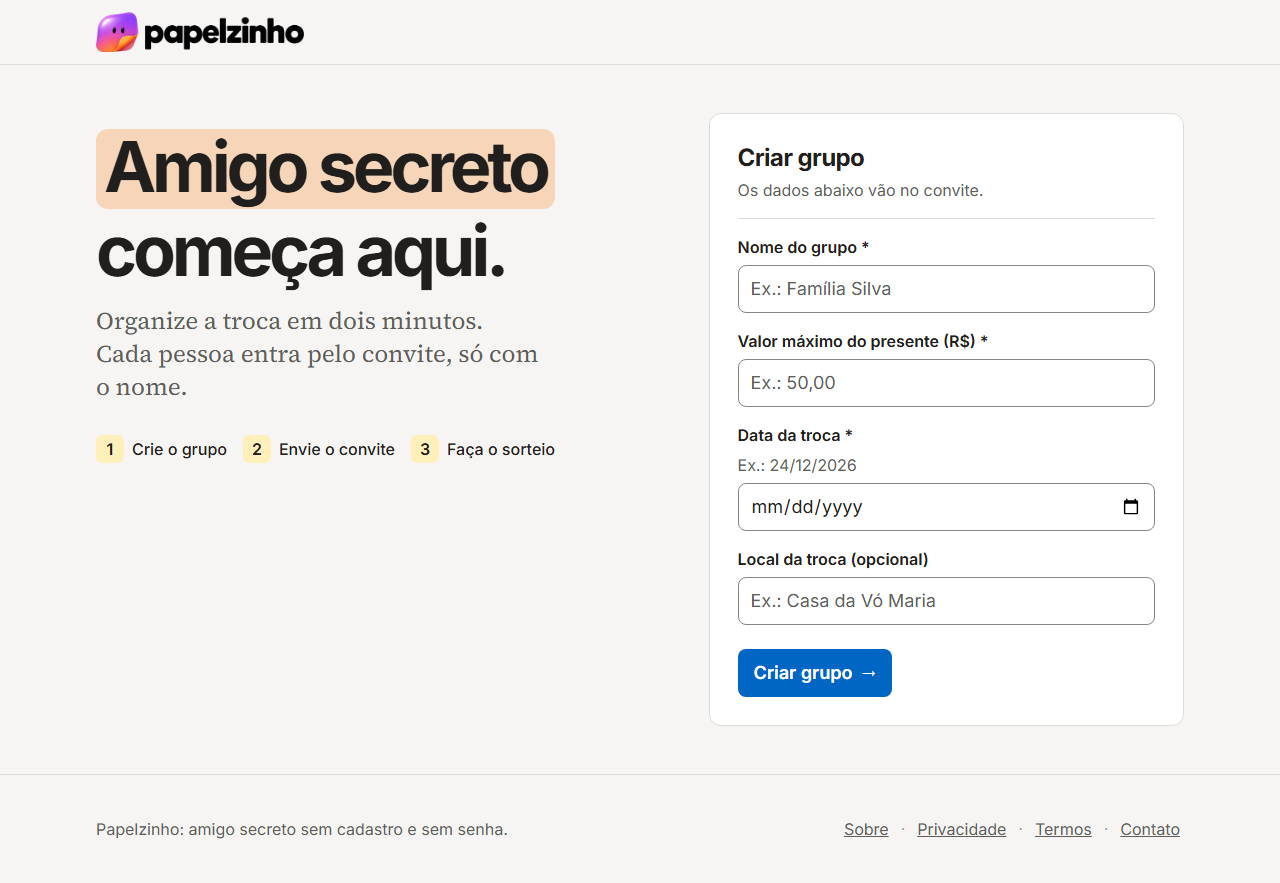 papelzinho
Amigo secreto
começa aqui.
Organize a troca em dois minutos.
Cada pessoa entra pelo convite, só com
o nome.
1 Crie o grupo 2 Envie o convite 3 Faça o sorteio
Criar grupo
Os dados abaixo vão no convite.
Nome do grupo *
Ex.: Família Silva
Valor máximo do presente (R$) *
Ex.: 50,00
Data da troca *
Ex.: 24/12/2026
mm/dd/yyyy
Local da troca (opcional)
Ex.: Casa da Vó Maria
Criar grupo →
Papelzinho: amigo secreto sem cadastro e sem senha.
Sobre · Privacidade · Termos · Contato